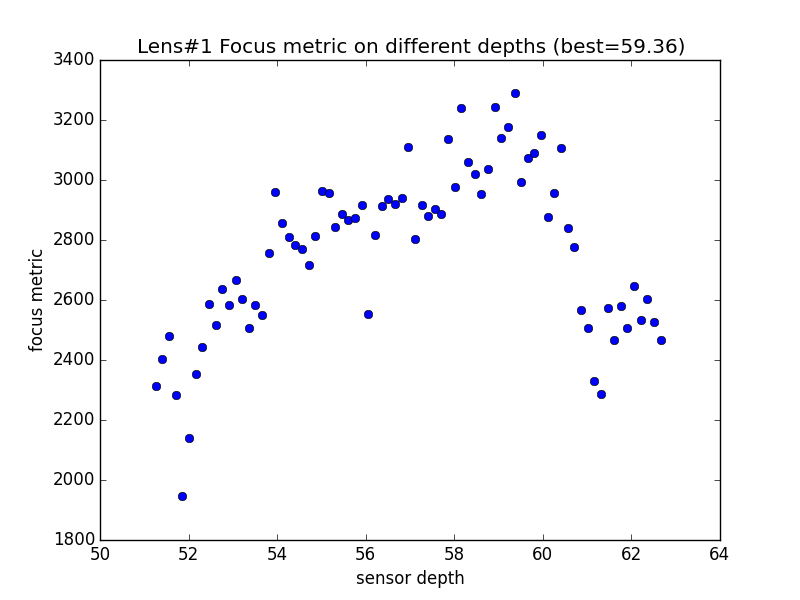 Lens#1 Focus metric on different depths (best=59.36)
3400
3200
3000
2800
2600
2400
2200
2000
1800
focus metric
50 52 54 56 58 60 62 64
sensor depth